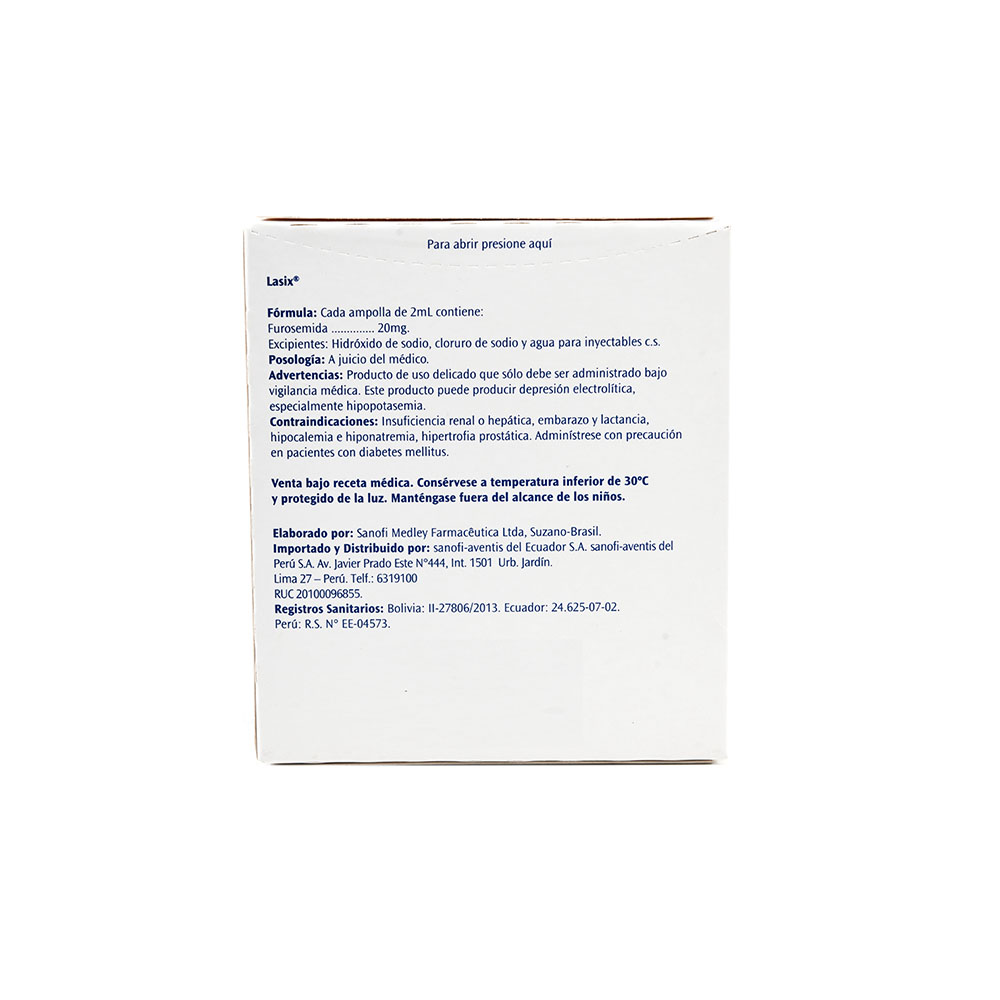 Para abrir presione aquí
Lasix®
Fórmula: Cada ampolla de 2mL contiene:
Furosemida .............. 20mg.
Excipientes: Hidróxido de sodio, cloruro de sodio y agua para inyectables c.s.
Posología: A juicio del médico.
Advertencias: Producto de uso delicado que sólo debe ser administrado bajo
vigilancia médica. Este producto puede producir depresión electrolítica,
especialmente hipopotasemia.
Contraindicaciones: Insuficiencia renal o hepática, embarazo y lactancia,
hipocalemia e hiponatremia, hipertrofia prostática. Adminístrese con precaución
en pacientes con diabetes mellitus.
Venta bajo receta médica. Consérvese a temperatura inferior de 30ºC
y protegido de la luz. Manténgase fuera del alcance de los niños.
Elaborado por: Sanofi Medley Farmacêutica Ltda, Suzano-Brasil.
Importado y Distribuido por: sanofi-aventis del Ecuador S.A. sanofi-aventis del
Perú S.A. Av. Javier Prado Este N°444, Int. 1501 Urb. Jardín.
Lima 27 – Perú. Telf.: 6319100
RUC 20100096855.
Registros Sanitarios: Bolivia: II-27806/2013. Ecuador: 24.625-07-02.
Perú: R.S. N° EE-04573.